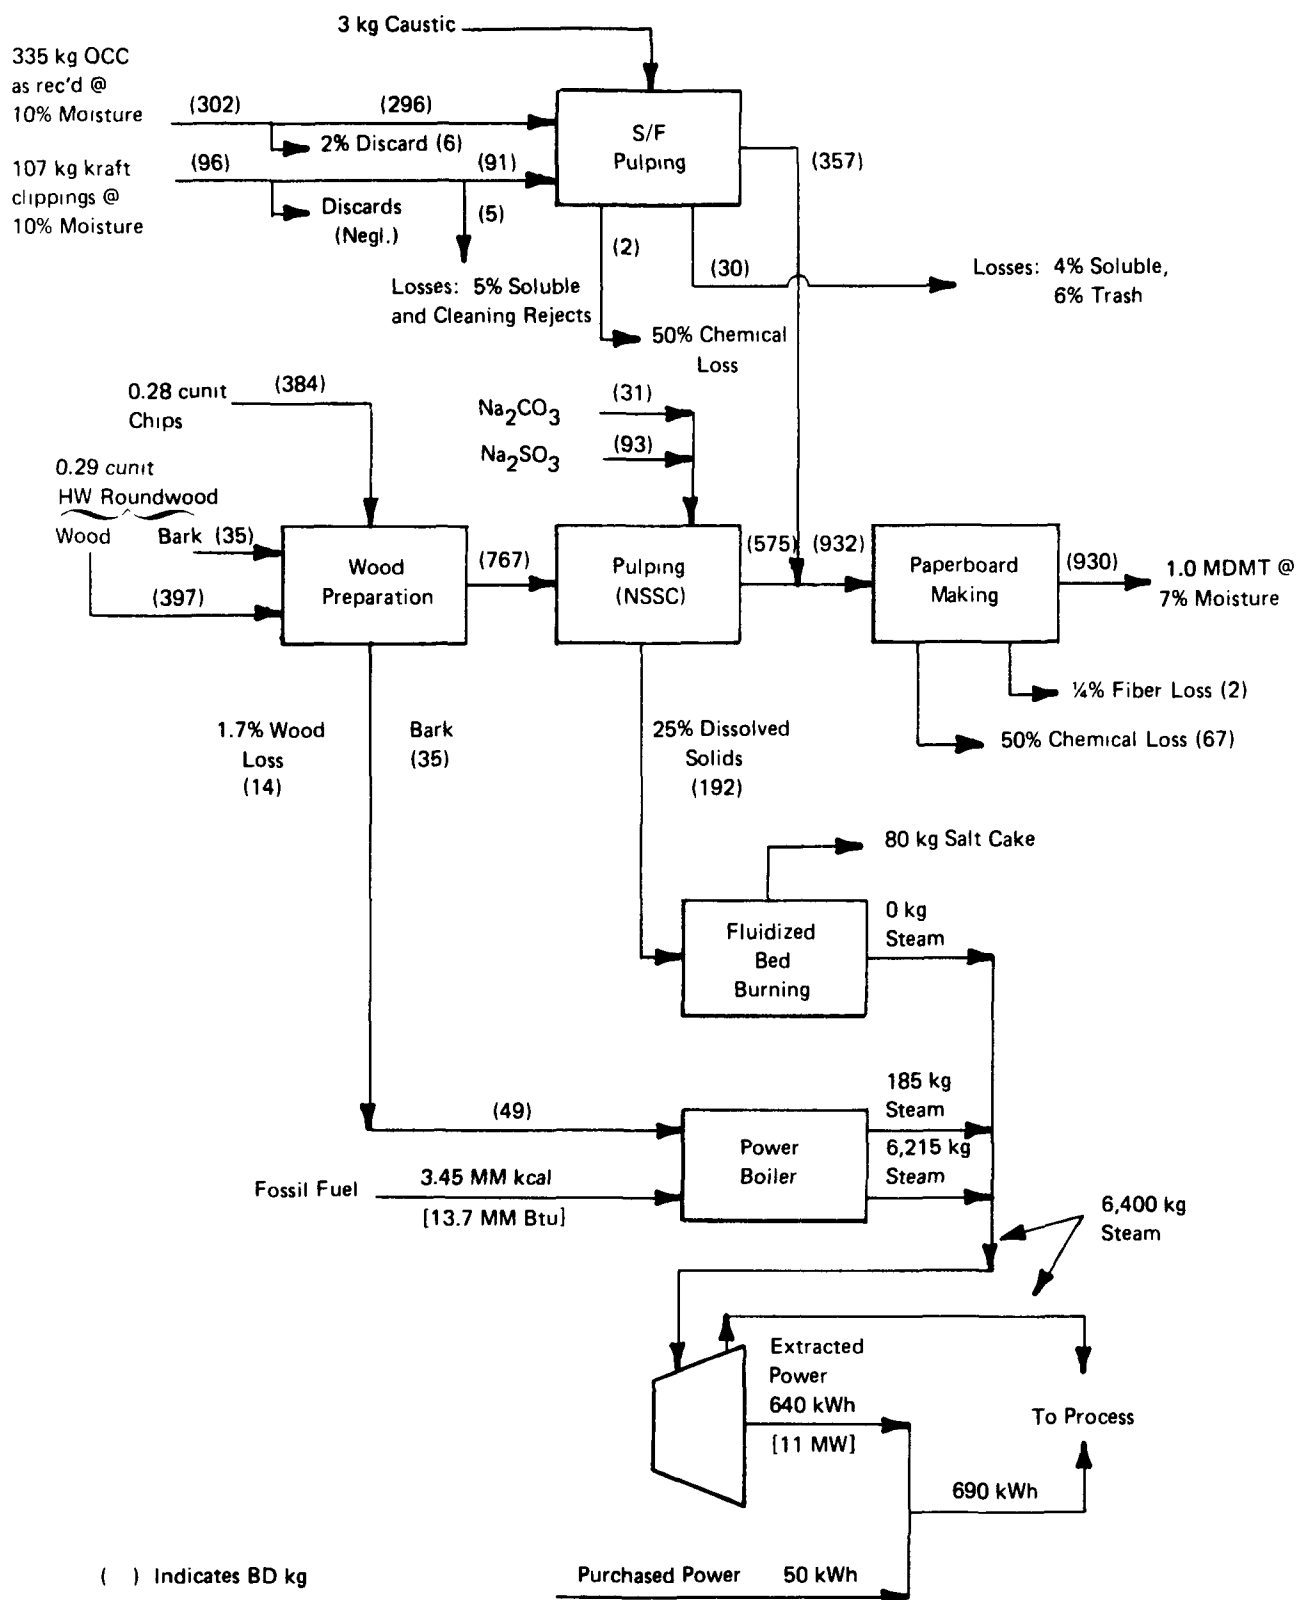 3 kg Caustic
335 kg OCC
as rec'd @
10% Moisture
(302)
(296)
2% Discard (6)
S/F
Pulping
(357)
107 kg kraft
clippings @
10% Moisture
(96)
(91)
Discards
(Negl.)
(5)
(2)
(30)
Losses: 5% Soluble
and Cleaning Rejects
Losses: 4% Soluble,
6% Trash
50% Chemical
Loss
0.28 cunit
Chips
(384)
Na2CO3
(31)
Na2SO3
(93)
0.29 cunit
HW Roundwood
Wood
Bark
(35)
(397)
Wood
Preparation
(767)
Pulping
(NSSC)
(575)
(932)
Paperboard
Making
(930)
1.0 MDMT @
7% Moisture
¼% Fiber Loss (2)
50% Chemical Loss (67)
1.7% Wood
Loss
(14)
Bark
(35)
25% Dissolved
Solids
(192)
80 kg Salt Cake
Fluidized
Bed
Burning
0 kg
Steam
(49)
Power
Boiler
185 kg
Steam
6,215 kg
Steam
Fossil Fuel
3.45 MM kcal
[13.7 MM Btu]
6,400 kg
Steam
Extracted
Power
640 kWh
[11 MW]
To Process
690 kWh
( ) Indicates BD kg
Purchased Power
50 kWh